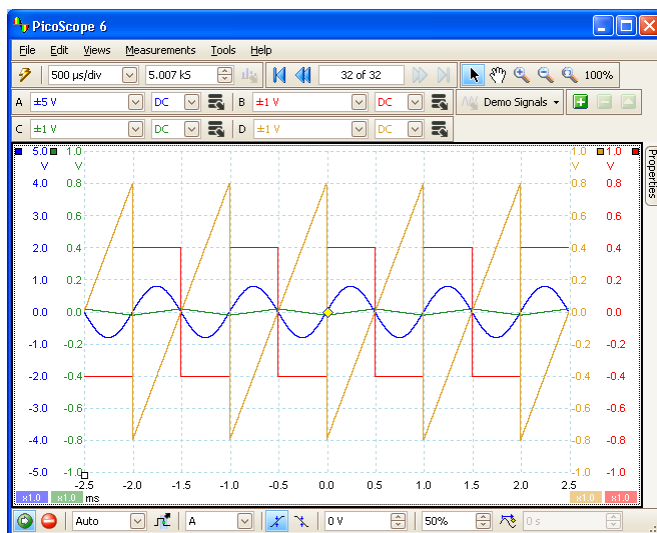 PicoScope 6
File Edit Views Measurements Tools Help
500 µs/div 5.007 kS 32 of 32 100%
A ±5 V DC B ±1 V DC Demo Signals
C ±1 V DC D ±1 V DC
5.0 1.0 1.0 1.0
V V V V
4.0 0.8 0.8 0.8
3.0 0.6 0.6 0.6
2.0 0.4 0.4 0.4
1.0 0.2 0.2 0.2
0.0 0.0 0.0 0.0
-1.0 -0.2 -0.2 -0.2
-2.0 -0.4 -0.4 -0.4
-3.0 -0.6 -0.6 -0.6
-4.0 -0.8 -0.8 -0.8
-5.0 -1.0 -1.0 -1.0
-2.5 -2.0 -1.5 -1.0 -0.5 0.0 0.5 1.0 1.5 2.0 2.5
x1.0 x1.0 ms x1.0 x1.0
Properties
Auto A 0 V 50% 0 s